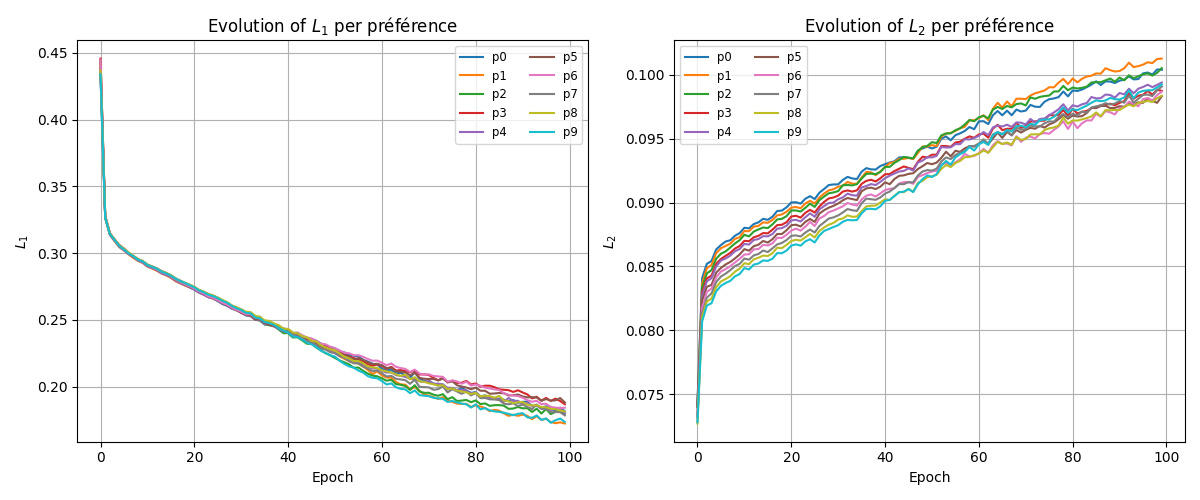 Evolution of L₁ per préférence
L₁
0.45
0.40
0.35
0.30
0.25
0.20
0
20
40
60
80
100
Epoch
p0
p1
p2
p3
p4
p5
p6
p7
p8
p9
Evolution of L₂ per préférence
L₂
0.100
0.095
0.090
0.085
0.080
0.075
0
20
40
60
80
100
Epoch
p0
p1
p2
p3
p4
p5
p6
p7
p8
p9